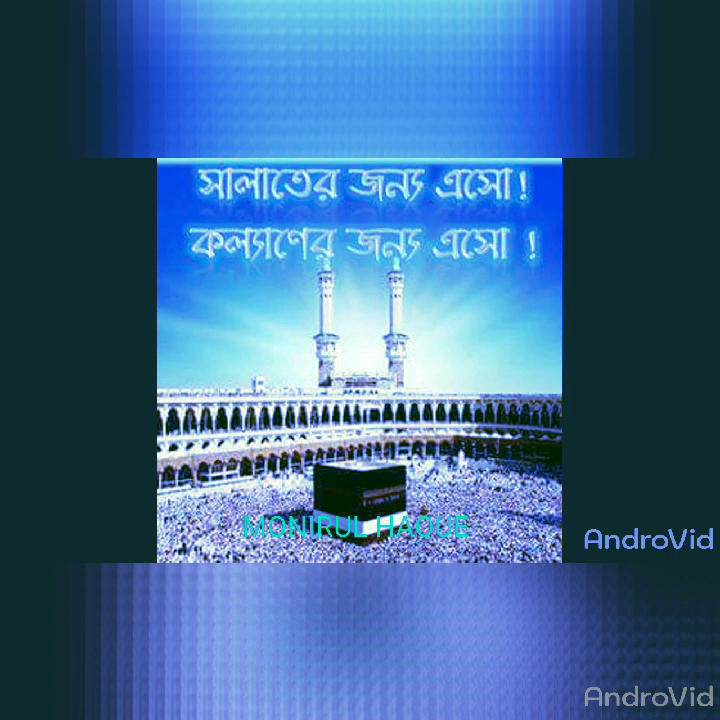 সালাতের জন্য এসো!
কল্যাণের জন্য এসো !
MONIRUL HAQUE
AndroVid
AndroVid